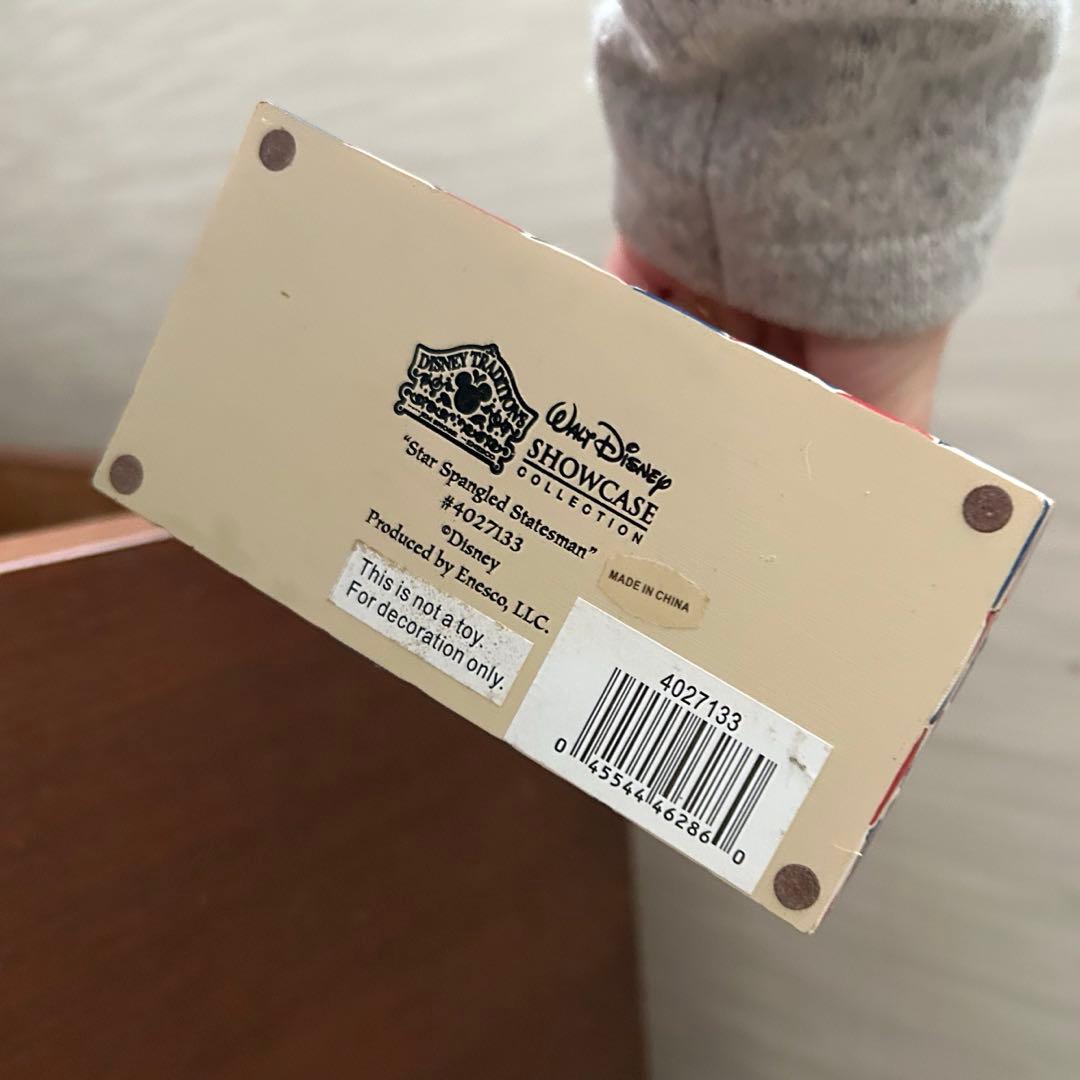 DISNEY TRADITIONS
WALT DISNEY
SHOWCASE
COLLECTION
“Star Spangled Statesman”
#4027133
©Disney
Produced by Enesco, LLC.
This is not a toy.
For decoration only.
MADE IN CHINA
4027133
0 45544 46286 0